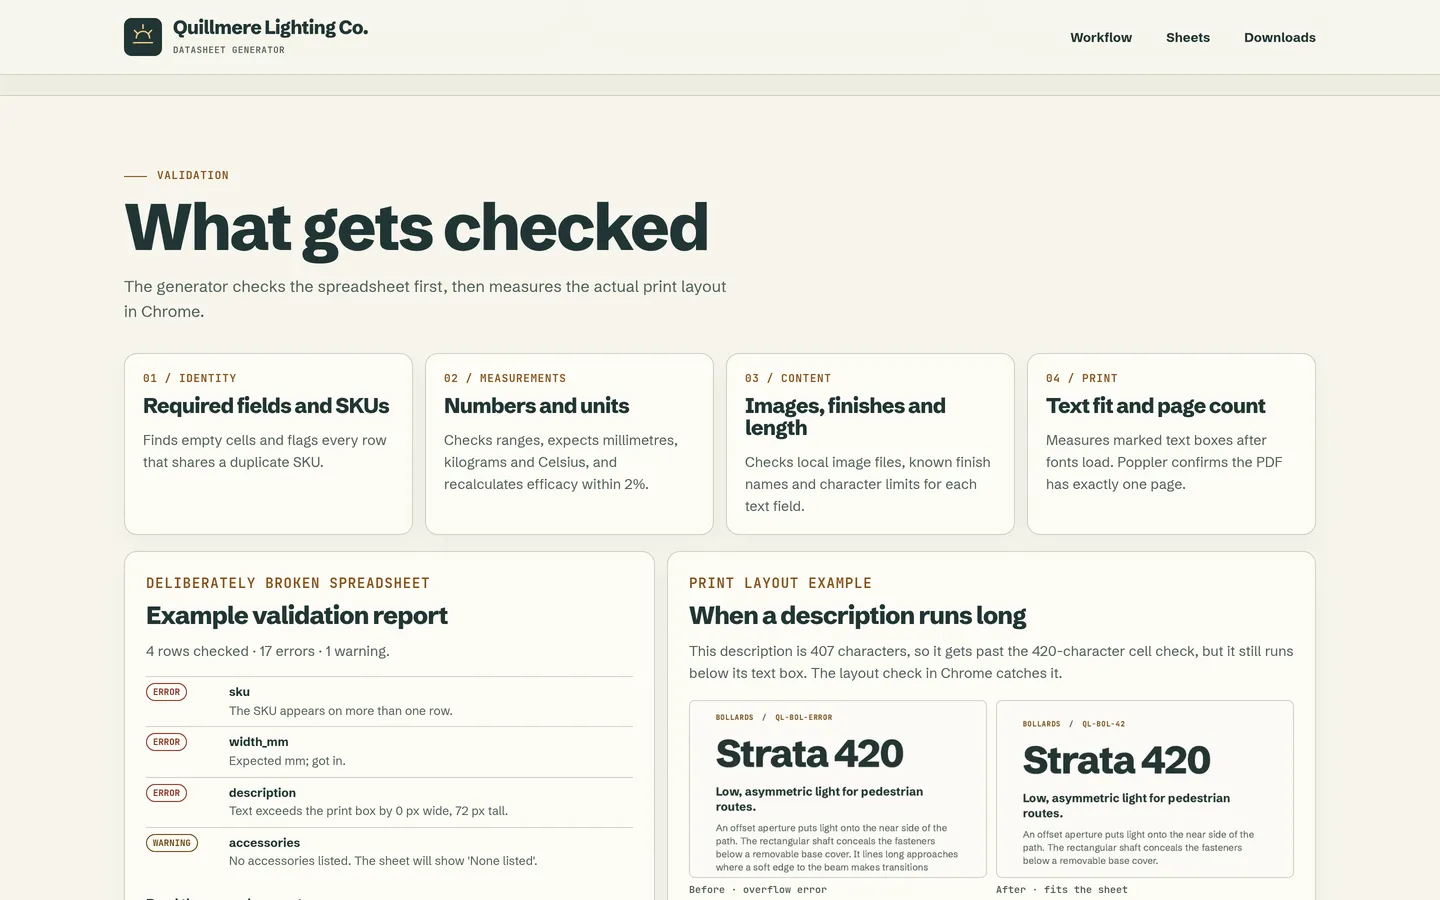 Quillmere Lighting Co.
DATASHEET GENERATOR
Workflow
Sheets
Downloads
VALIDATION
What gets checked
The generator checks the spreadsheet first, then measures the actual print layout
in Chrome.
01 / IDENTITY
Required fields and SKUs
Finds empty cells and flags every row
that shares a duplicate SKU.
02 / MEASUREMENTS
Numbers and units
Checks ranges, expects millimetres,
kilograms and Celsius, and
recalculates efficacy within 2%.
03 / CONTENT
Images, finishes and
length
Checks local image files, known finish
names and character limits for each
text field.
04 / PRINT
Text fit and page count
Measures marked text boxes after
fonts load. Poppler confirms the PDF
has exactly one page.
DELIBERATELY BROKEN SPREADSHEET
Example validation report
4 rows checked · 17 errors · 1 warning.
ERROR
sku
The SKU appears on more than one row.
ERROR
width_mm
Expected mm; got in.
ERROR
description
Text exceeds the print box by 0 px wide, 72 px tall.
WARNING
accessories
No accessories listed. The sheet will show 'None listed'.
PRINT LAYOUT EXAMPLE
When a description runs long
This description is 407 characters, so it gets past the 420-character cell check, but it still runs
below its text box. The layout check in Chrome catches it.
BOLLARDS / QL-BOL-ERROR
Strata 420
Low, asymmetric light for pedestrian
routes.
An offset aperture puts light onto the near side of the
path. The rectangular shaft conceals the fasteners
below a removable base cover. It lines long approaches
where a soft edge to the beam makes transitions
Before · overflow error
BOLLARDS / QL-BOL-42
Strata 420
Low, asymmetric light for pedestrian
routes.
An offset aperture puts light onto the near side of the
path. The rectangular shaft conceals the fasteners
below a removable base cover.
After · fits the sheet